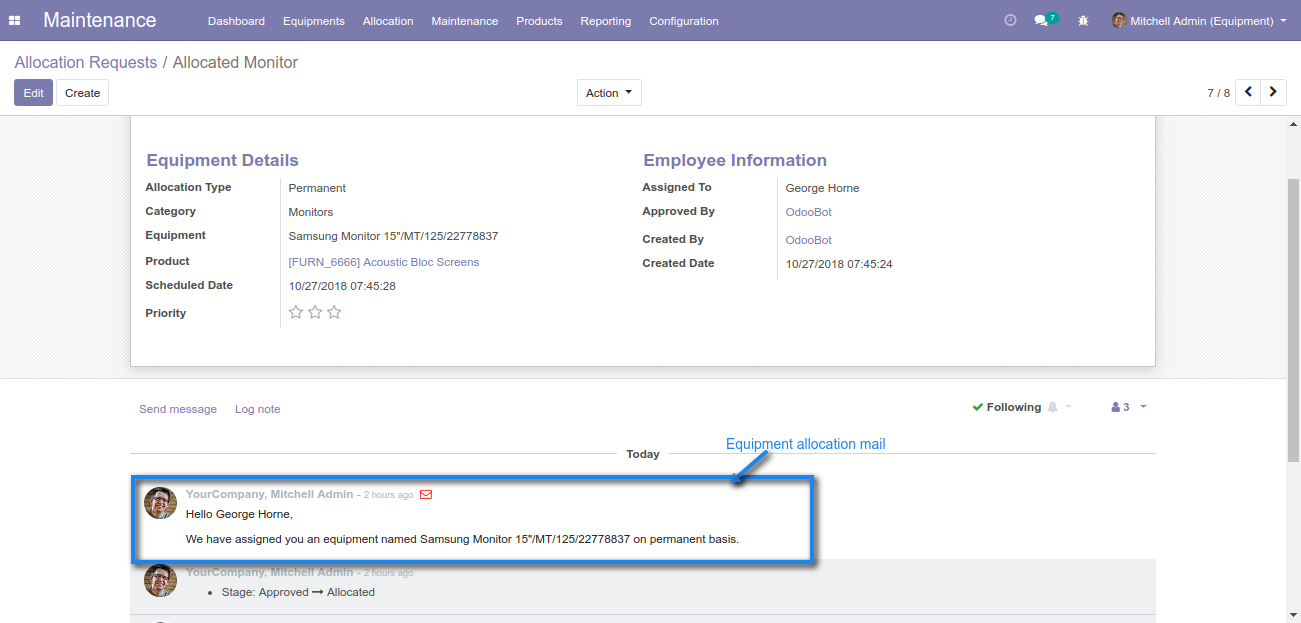 Maintenance Dashboard Equipments Allocation Maintenance Products Reporting Configuration 7 Mitchell Admin (Equipment)
Allocation Requests / Allocated Monitor
Edit Create Action 7 / 8
Equipment Details
Allocation Type Permanent
Category Monitors
Equipment Samsung Monitor 15"/MT/125/22778837
Product [FURN_6666] Acoustic Bloc Screens
Scheduled Date 10/27/2018 07:45:28
Priority
Employee Information
Assigned To George Horne
Approved By OdooBot
Created By OdooBot
Created Date 10/27/2018 07:45:24
Send message Log note Following 3
Equipment allocation mail
Today
YourCompany, Mitchell Admin - 2 hours ago
Hello George Horne,
We have assigned you an equipment named Samsung Monitor 15"/MT/125/22778837 on permanent basis.
YourCompany, Mitchell Admin - 2 hours ago
• Stage: Approved → Allocated